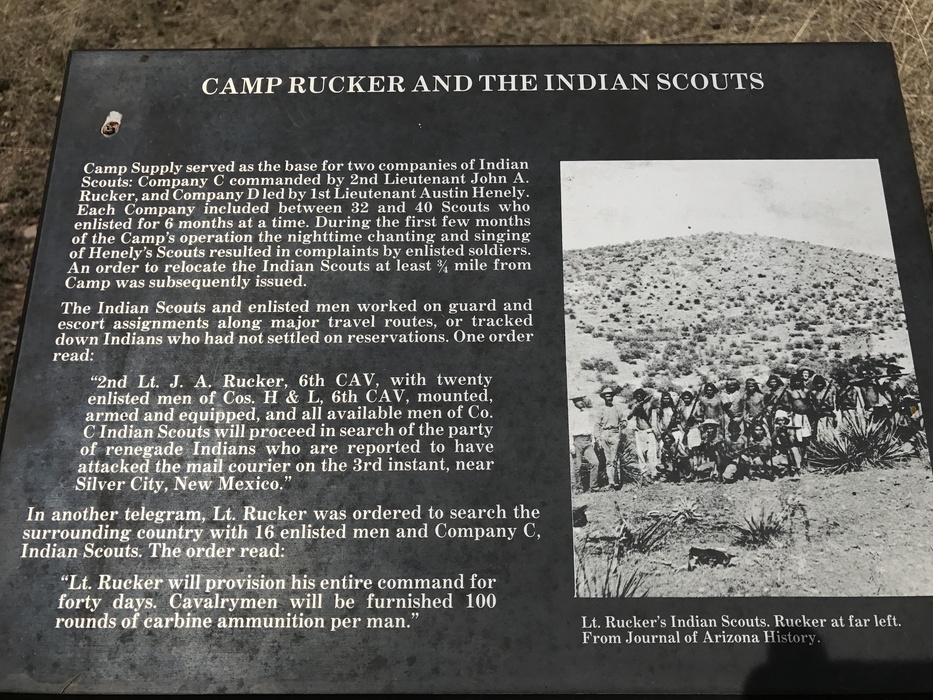 CAMP RUCKER AND THE INDIAN SCOUTS
Camp Supply served as the base for two companies of Indian
Scouts: Company C commanded by 2nd Lieutenant John A.
Rucker, and Company D led by 1st Lieutenant Austin Henely.
Each Company included between 32 and 40 Scouts who
enlisted for 6 months at a time. During the first few months
of the Camp's operation the nighttime chanting and singing
of Henely's Scouts resulted in complaints by enlisted soldiers.
An order to relocate the Indian Scouts at least ¾ mile from
Camp was subsequently issued.
The Indian Scouts and enlisted men worked on guard and
escort assignments along major travel routes, or tracked
down Indians who had not settled on reservations. One order
read:
“2nd Lt. J. A. Rucker, 6th CAV, with twenty
enlisted men of Cos. H & L, 6th CAV, mounted,
armed and equipped, and all available men of Co.
C Indian Scouts will proceed in search of the party
of renegade Indians who are reported to have
attacked the mail courier on the 3rd instant, near
Silver City, New Mexico.”
In another telegram, Lt. Rucker was ordered to search the
surrounding country with 16 enlisted men and Company C,
Indian Scouts. The order read:
“Lt. Rucker will provision his entire command for
forty days. Cavalrymen will be furnished 100
rounds of carbine ammunition per man.”
Lt. Rucker's Indian Scouts. Rucker at far left.
From Journal of Arizona History.